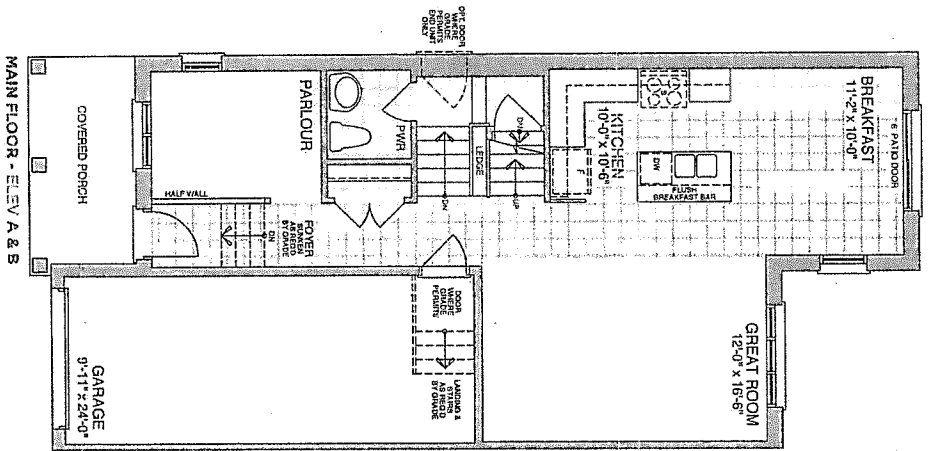 OPT. DOOR
WHERE
GRADE
PERMITS
END UNIT
ONLY
6' PATIO DOOR
BREAKFAST
11'-2" x 10'-0"
KITCHEN
10'-0" x 10'-6"
S
F
DW
FLUSH
BREAKFAST BAR
DN
UP
LEDGE
DN
PWR
PARLOUR
HALF WALL
DN
FOYER
SUNKEN
AS REQ'D
BY GRADE
COVERED PORCH
GREAT ROOM
12'-0" x 16'-6"
DOOR
WHERE
GRADE
PERMITS
LANDING &
STAIRS
AS REQ'D
BY GRADE
GARAGE
9'-11" x 24'-0"
MAIN FLOOR - ELEV A & B